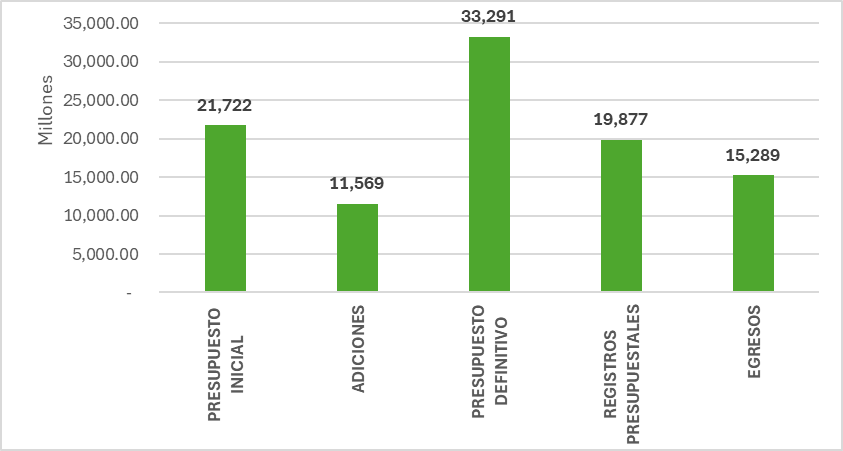 35,000.00
30,000.00
25,000.00
20,000.00
15,000.00
10,000.00
5,000.00
-
Millones
21,722
11,569
33,291
19,877
15,289
PRESUPUESTO
INICIAL
ADICIONES
PRESUPUESTO
DEFINITIVO
REGISTROS
PRESUPUESTALES
EGRESOS